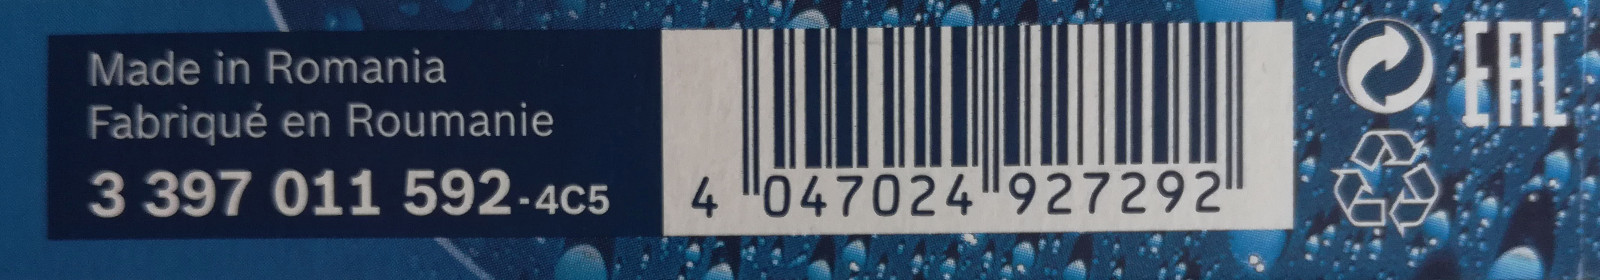 Made in Romania
Fabriqué en Roumanie
3 397 011 592-4C5
4 047024 927292
EAC